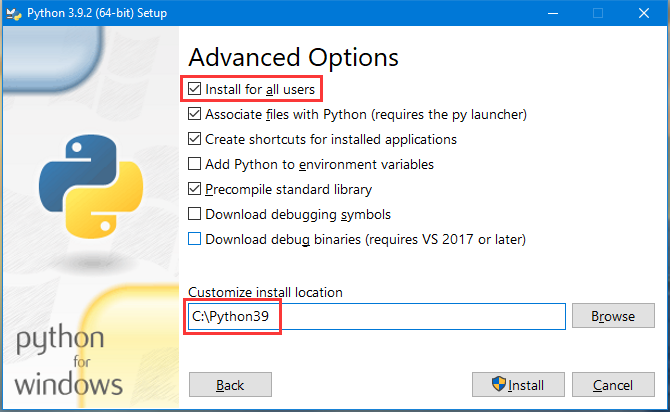 Python 3.9.2 (64-bit) Setup
Advanced Options
Install for all users
Associate files with Python (requires the py launcher)
Create shortcuts for installed applications
Add Python to environment variables
Precompile standard library
Download debugging symbols
Download debug binaries (requires VS 2017 or later)
Customize install location
C:\Python39
Browse
python
for
windows
Back
Install
Cancel